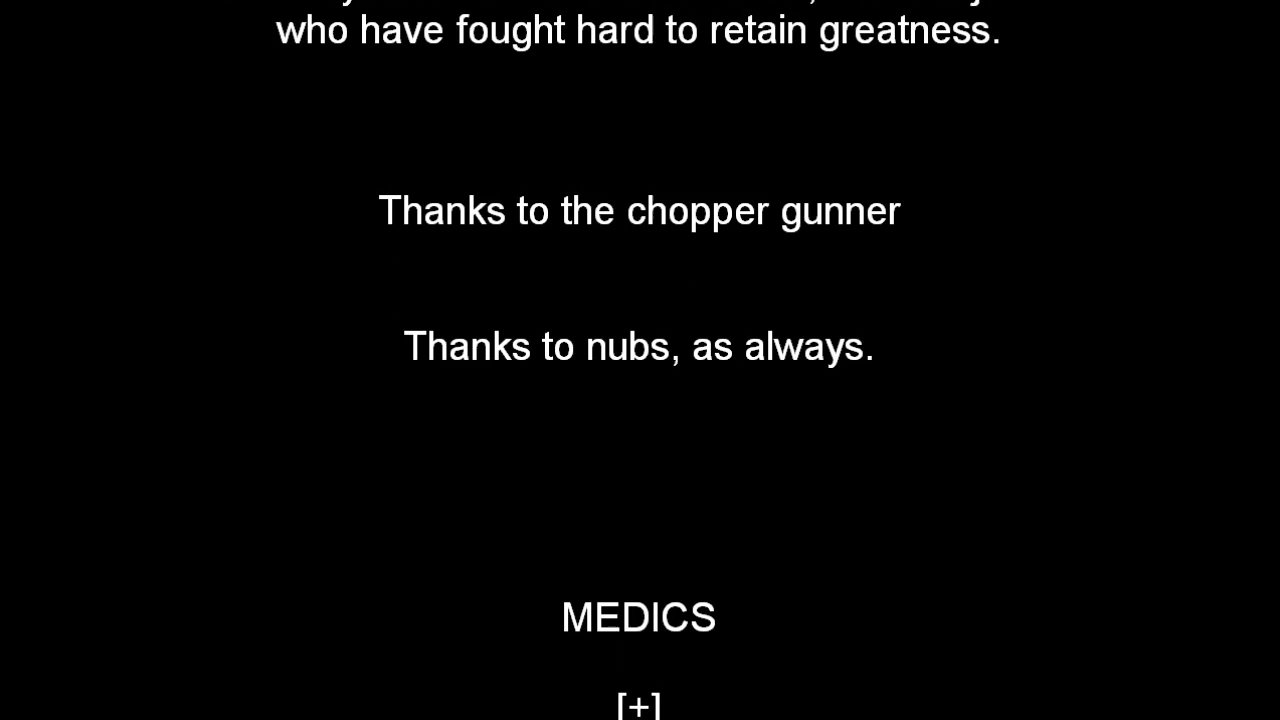 who have fought hard to retain greatness.
Thanks to the chopper gunner
Thanks to nubs, as always.
MEDICS
[+]